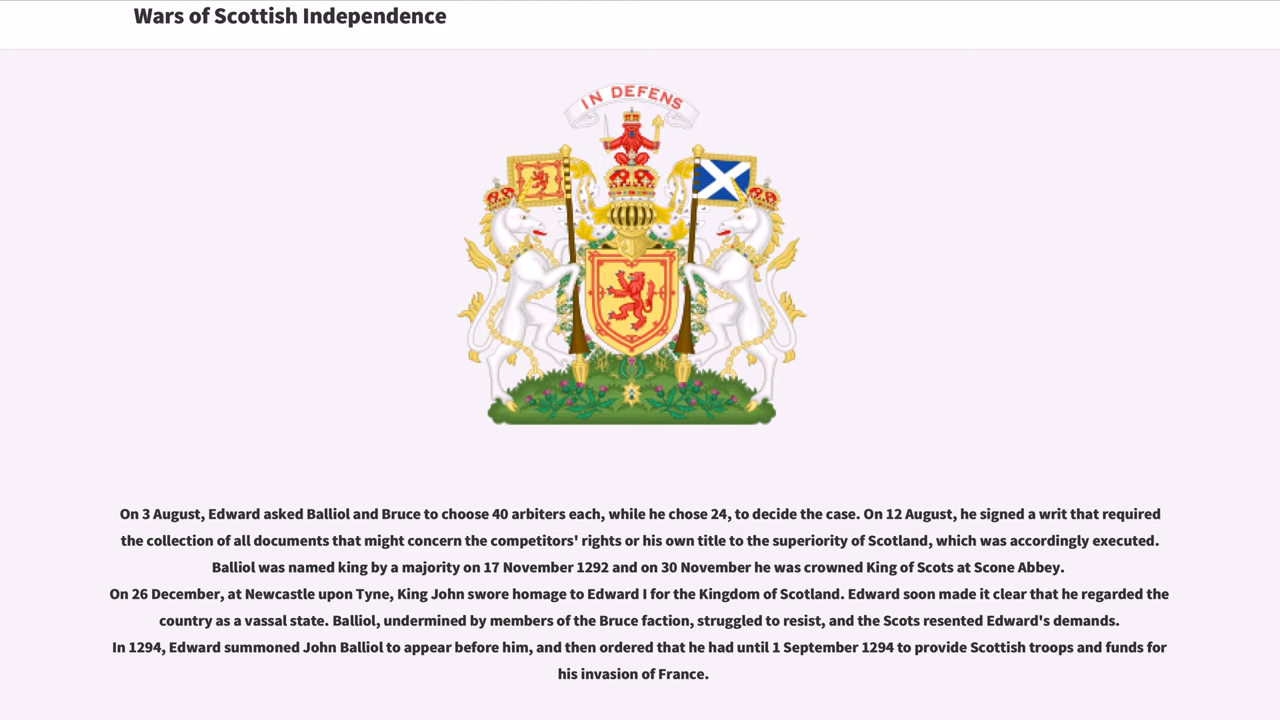 Wars of Scottish Independence
IN DEFENS
On 3 August, Edward asked Balliol and Bruce to choose 40 arbiters each, while he chose 24, to decide the case. On 12 August, he signed a writ that required
the collection of all documents that might concern the competitors' rights or his own title to the superiority of Scotland, which was accordingly executed.
Balliol was named king by a majority on 17 November 1292 and on 30 November he was crowned King of Scots at Scone Abbey.
On 26 December, at Newcastle upon Tyne, King John swore homage to Edward I for the Kingdom of Scotland. Edward soon made it clear that he regarded the
country as a vassal state. Balliol, undermined by members of the Bruce faction, struggled to resist, and the Scots resented Edward's demands.
In 1294, Edward summoned John Balliol to appear before him, and then ordered that he had until 1 September 1294 to provide Scottish troops and funds for
his invasion of France.